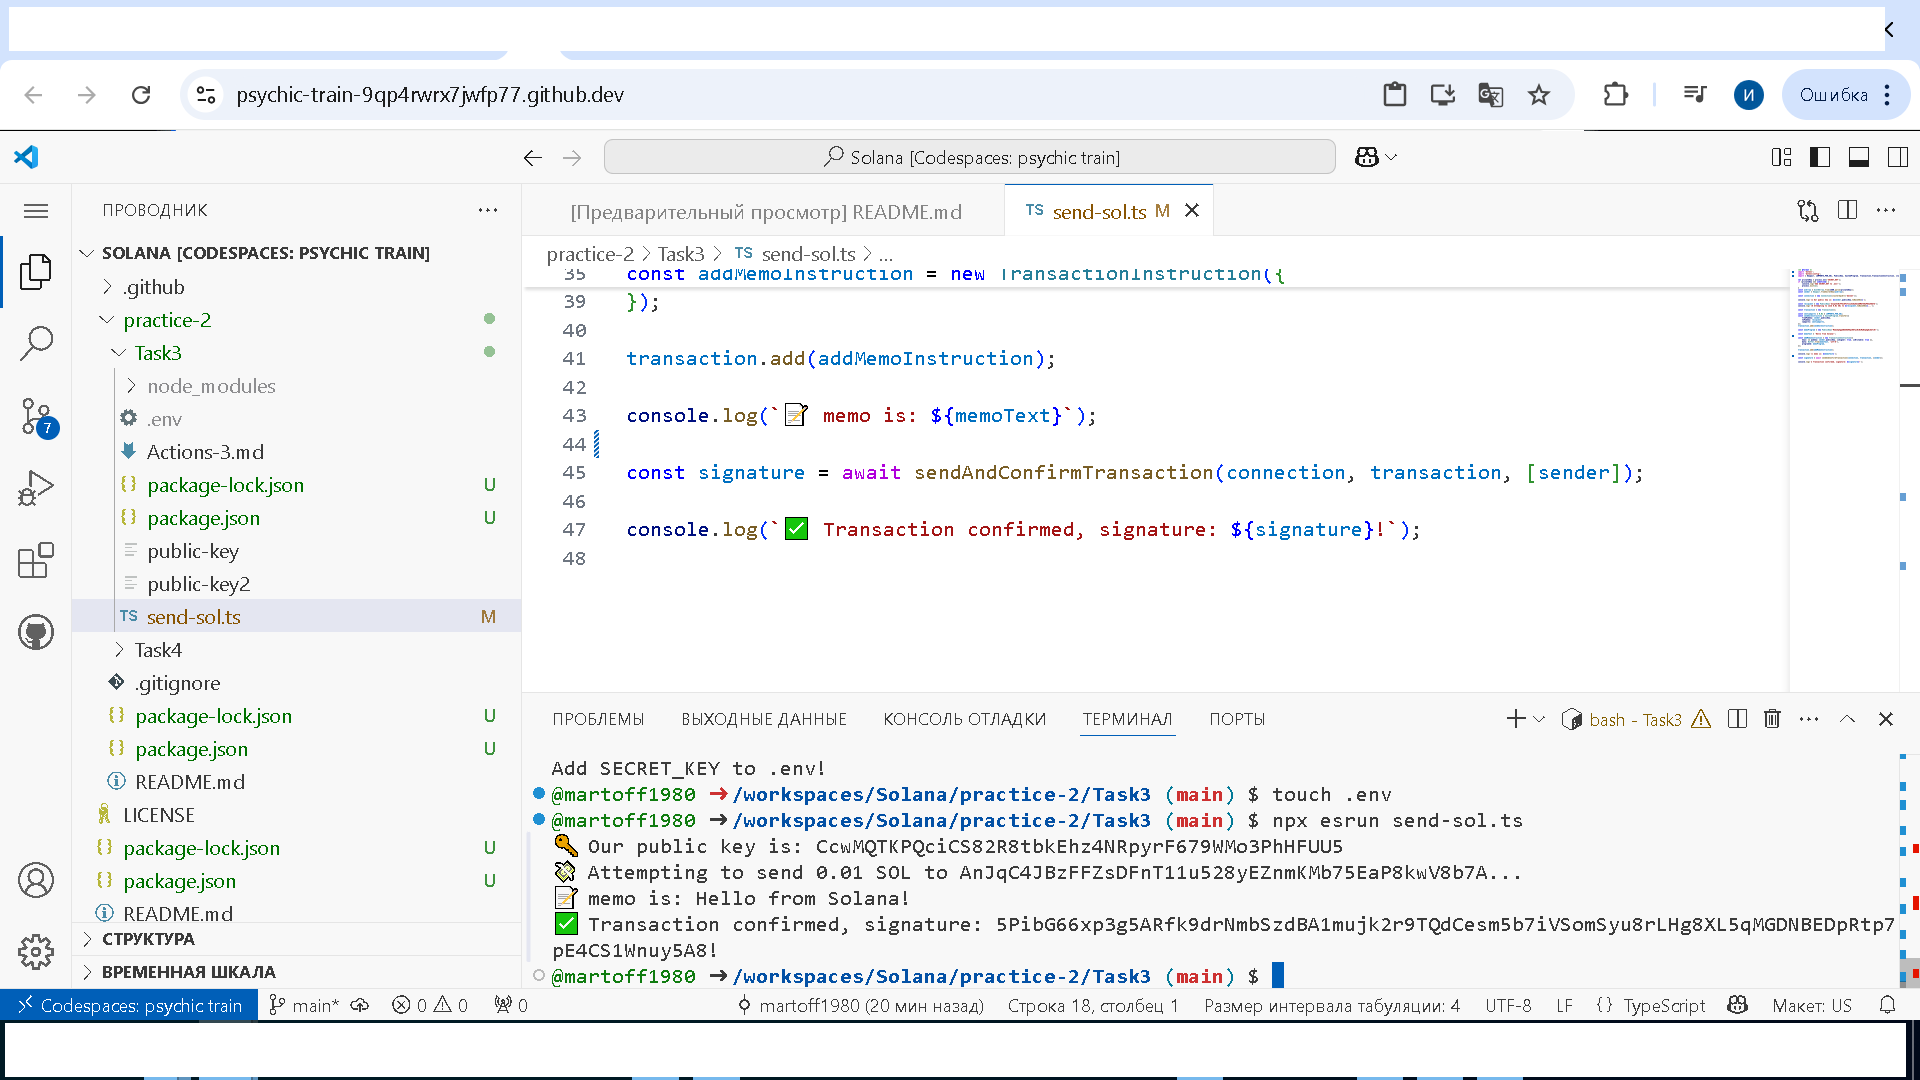 psychic-train-9qp4rwrx7jwfp77.github.dev
И
Ошибка
Solana [Codespaces: psychic train]
ПРОВОДНИК
SOLANA [CODESPACES: PSYCHIC TRAIN]
.github
practice-2
Task3
node_modules
.env
Actions-3.md
package-lock.json U
package.json U
public-key
public-key2
TS send-sol.ts M
Task4
.gitignore
package-lock.json U
package.json U
README.md
LICENSE
package-lock.json U
package.json U
README.md
СТРУКТУРА
ВРЕМЕННАЯ ШКАЛА
7
[Предварительный просмотр] README.md
TS send-sol.ts M
practice-2 > Task3 > TS send-sol.ts > ...
35 const addMemoInstruction = new TransactionInstruction({
39 });
40
41 transaction.add(addMemoInstruction);
42
43 console.log(`📝 memo is: ${memoText}`);
44
45 const signature = await sendAndConfirmTransaction(connection, transaction, [sender]);
46
47 console.log(`✅ Transaction confirmed, signature: ${signature}!`);
48
ПРОБЛЕМЫ ВЫХОДНЫЕ ДАННЫЕ КОНСОЛЬ ОТЛАДКИ ТЕРМИНАЛ ПОРТЫ
bash - Task3
Add SECRET_KEY to .env!
@martoff1980 ➜ /workspaces/Solana/practice-2/Task3 (main) $ touch .env
@martoff1980 ➜ /workspaces/Solana/practice-2/Task3 (main) $ npx esrun send-sol.ts
🔑 Our public key is: CcwMQTKPQciCS82R8tbkEhz4NRpyrF679WMo3PhHFUU5
💸 Attempting to send 0.01 SOL to AnJqC4JBzFFZsDFnT11u528yEZnmKMb75EaP8kwV8b7A...
📝 memo is: Hello from Solana!
✅ Transaction confirmed, signature: 5PibG66xp3g5ARfk9drNmbSzdBA1mujk2r9TQdCesm5b7iVSomSyu8rLHg8XL5qMGDNBEDpRtp7
pE4CS1Wnuy5A8!
@martoff1980 ➜ /workspaces/Solana/practice-2/Task3 (main) $
Codespaces: psychic train main* 0 0 0 martoff1980 (20 мин назад) Строка 18, столбец 1 Размер интервала табуляции: 4 UTF-8 LF {} TypeScript Макет: US